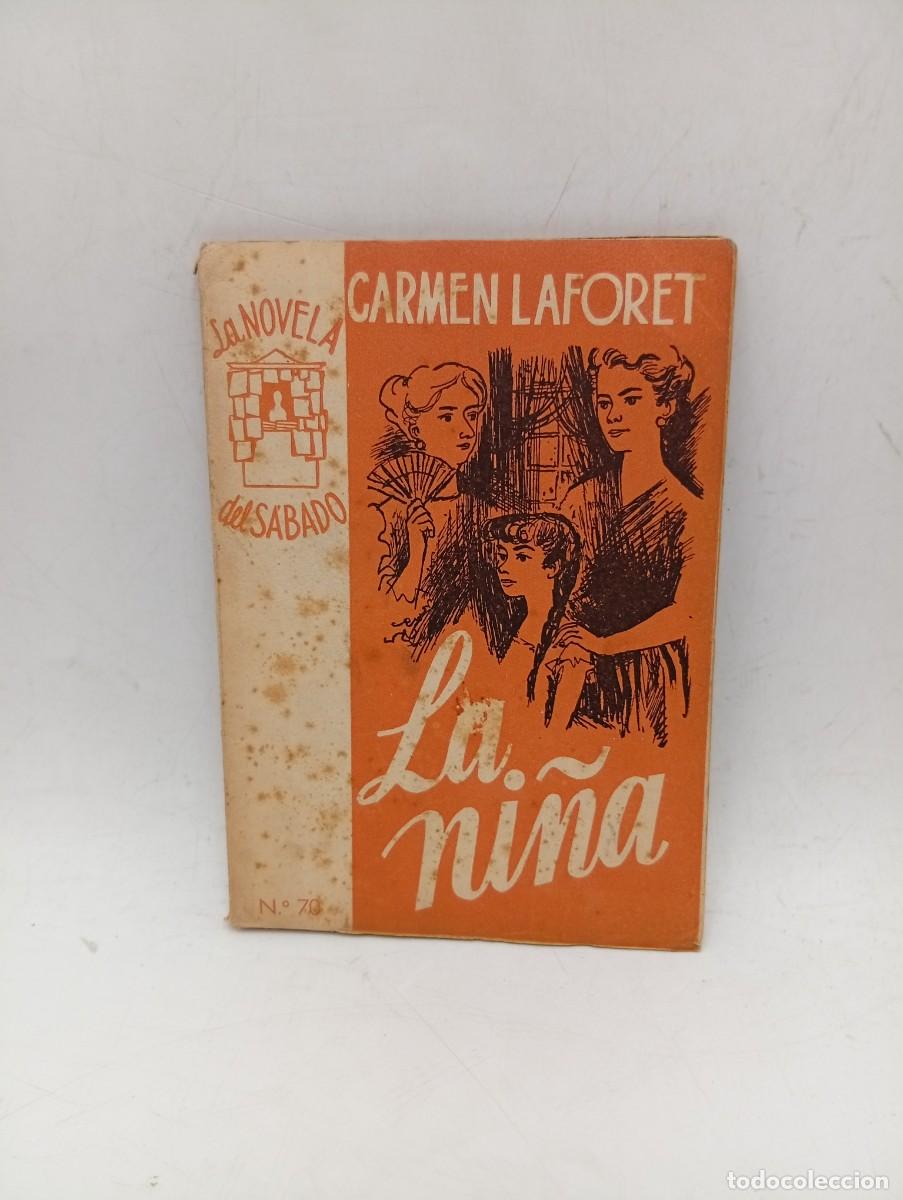 La NOVELA
del SÁBADO
CARMEN LAFORET
La
niña
N.º 70
todocoleccion